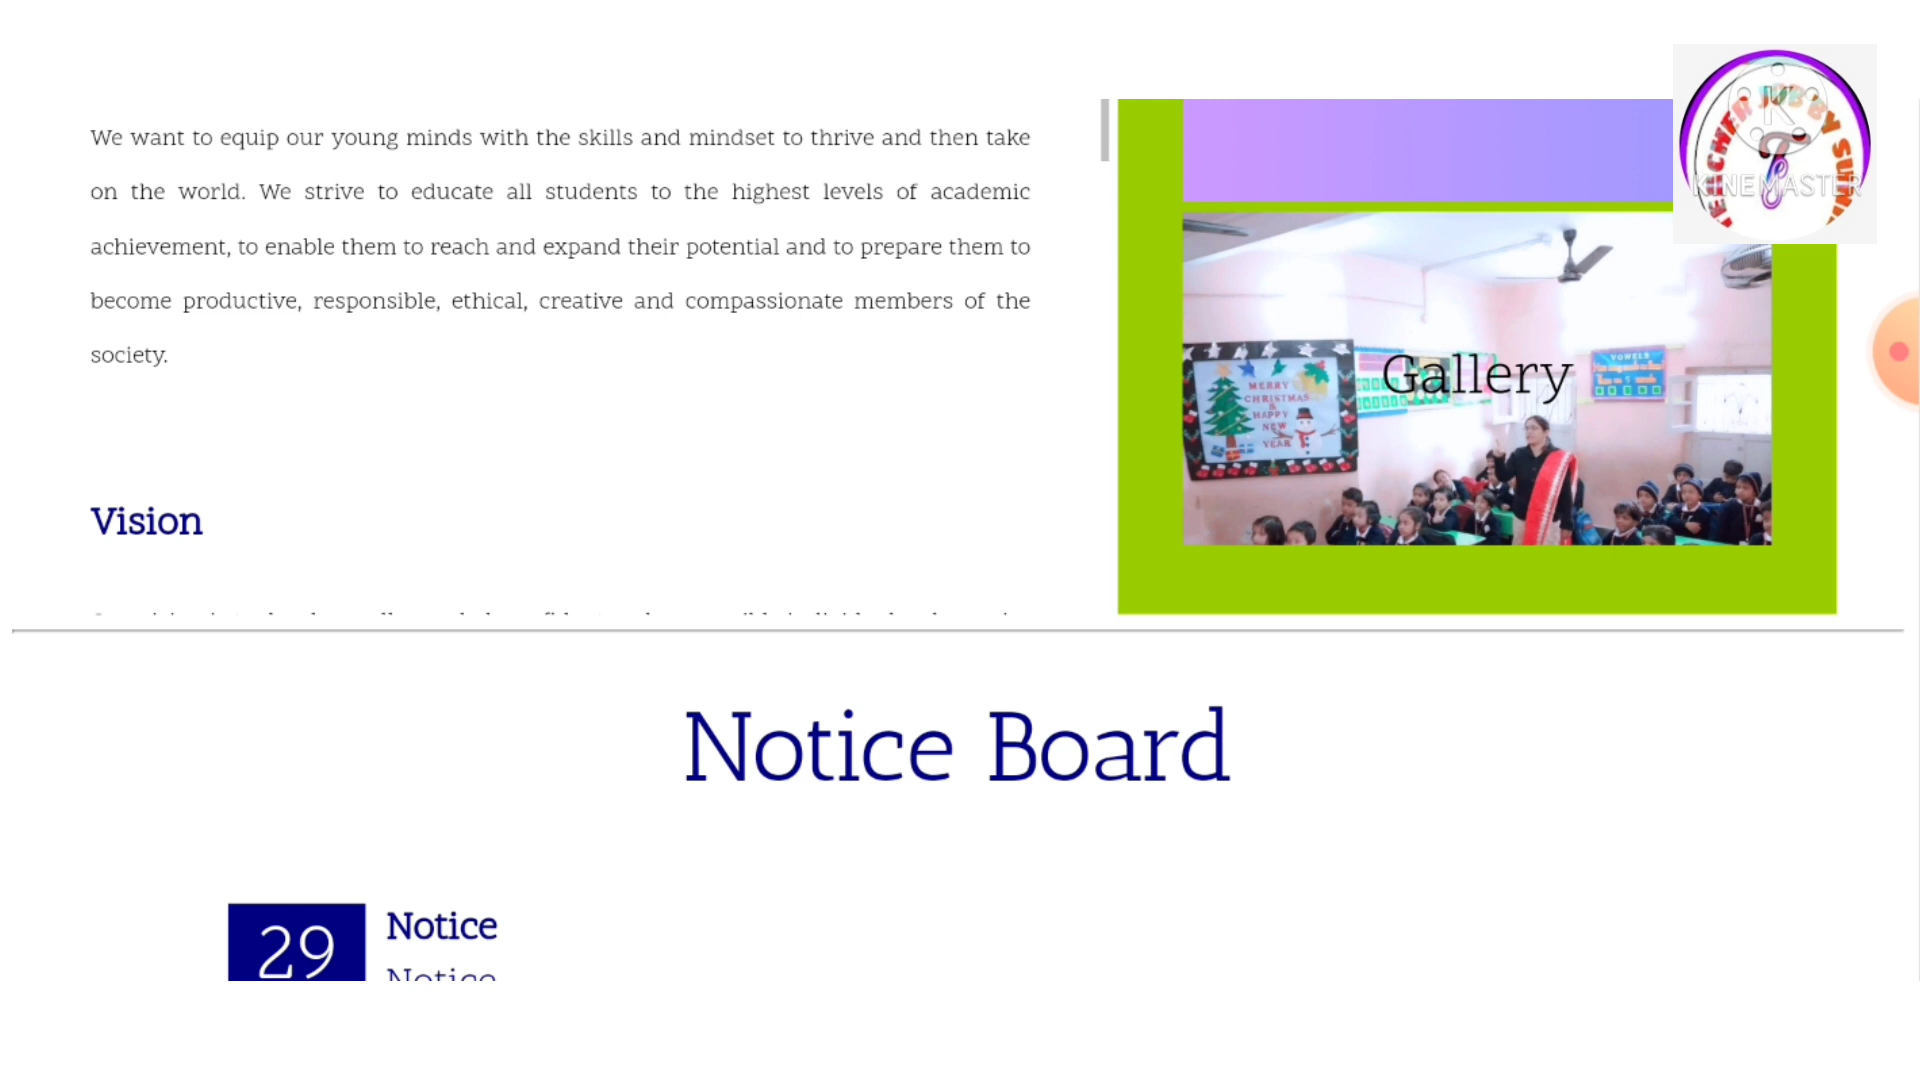 We want to equip our young minds with the skills and mindset to thrive and then take
on the world. We strive to educate all students to the highest levels of academic
achievement, to enable them to reach and expand their potential and to prepare them to
become productive, responsible, ethical, creative and compassionate members of the
society.
Vision
KINEMASTER
Gallery
MERRY
CHRISTMAS
&
HAPPY
NEW
YEAR
VOWELS
Notice Board
29
Notice
Notice